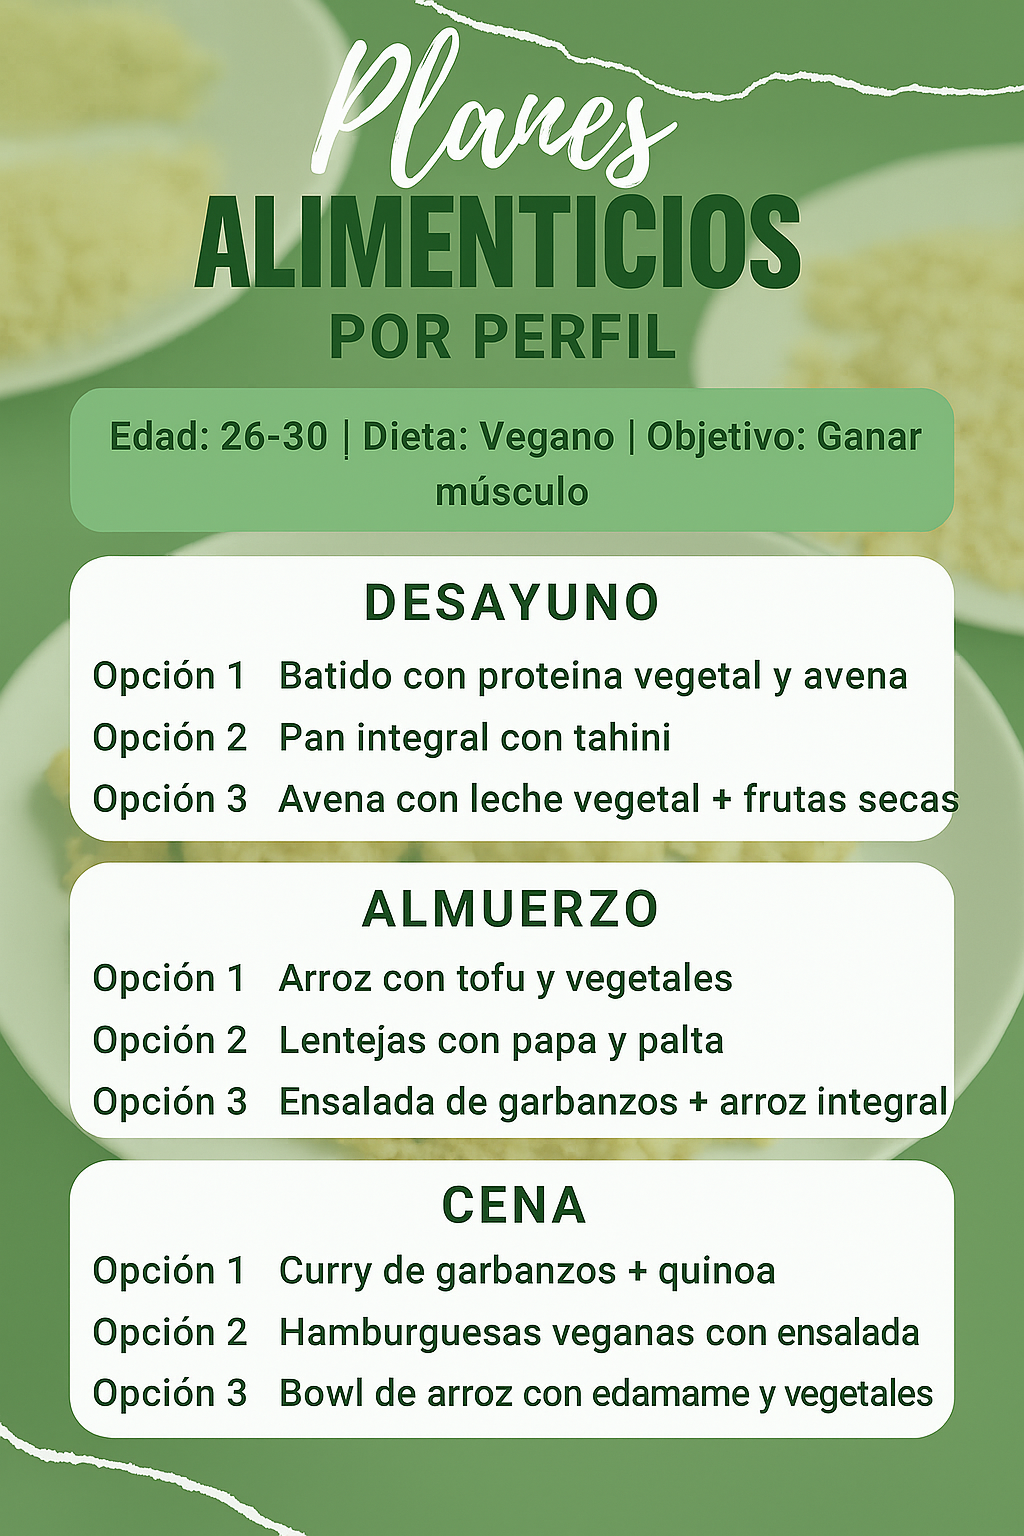 Planes
ALIMENTICIOS
POR PERFIL
Edad: 26-30 | Dieta: Vegano | Objetivo: Ganar
músculo
DESAYUNO
Opción 1 Batido con proteina vegetal y avena
Opción 2 Pan integral con tahini
Opción 3 Avena con leche vegetal + frutas secas
ALMUERZO
Opción 1 Arroz con tofu y vegetales
Opción 2 Lentejas con papa y palta
Opción 3 Ensalada de garbanzos + arroz integral
CENA
Opción 1 Curry de garbanzos + quinoa
Opción 2 Hamburguesas veganas con ensalada
Opción 3 Bowl de arroz con edamame y vegetales